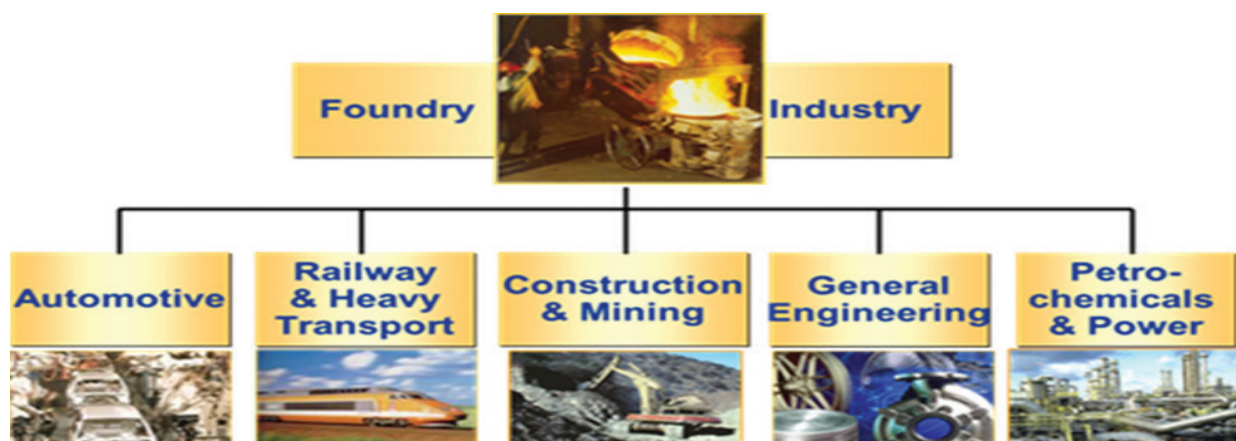 Foundry Industry
Automotive
Railway
& Heavy
Transport
Construction
& Mining
General
Engineering
Petro-
chemicals
& Power